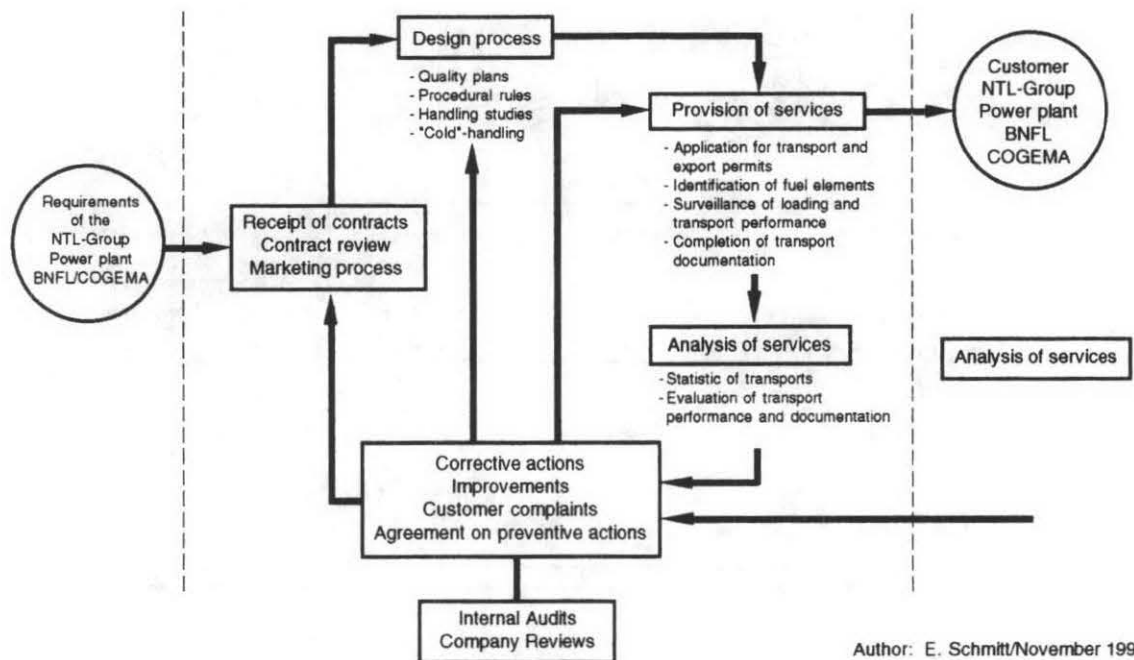 Requirements
of the
NTL-Group
Power plant
BNFL/COGEMA
Receipt of contracts
Contract review
Marketing process
Design process
- Quality plans
- Procedural rules
- Handling studies
- "Cold"-handling
Provision of services
- Application for transport and
export permits
- Identification of fuel elements
- Surveillance of loading and
transport performance
- Completion of transport
documentation
Customer
NTL-Group
Power plant
BNFL
COGEMA
Analysis of services
- Statistic of transports
- Evaluation of transport
performance and documentation
Analysis of services
Corrective actions
Improvements
Customer complaints
Agreement on preventive actions
Internal Audits
Company Reviews
Author: E. Schmitt/November 199